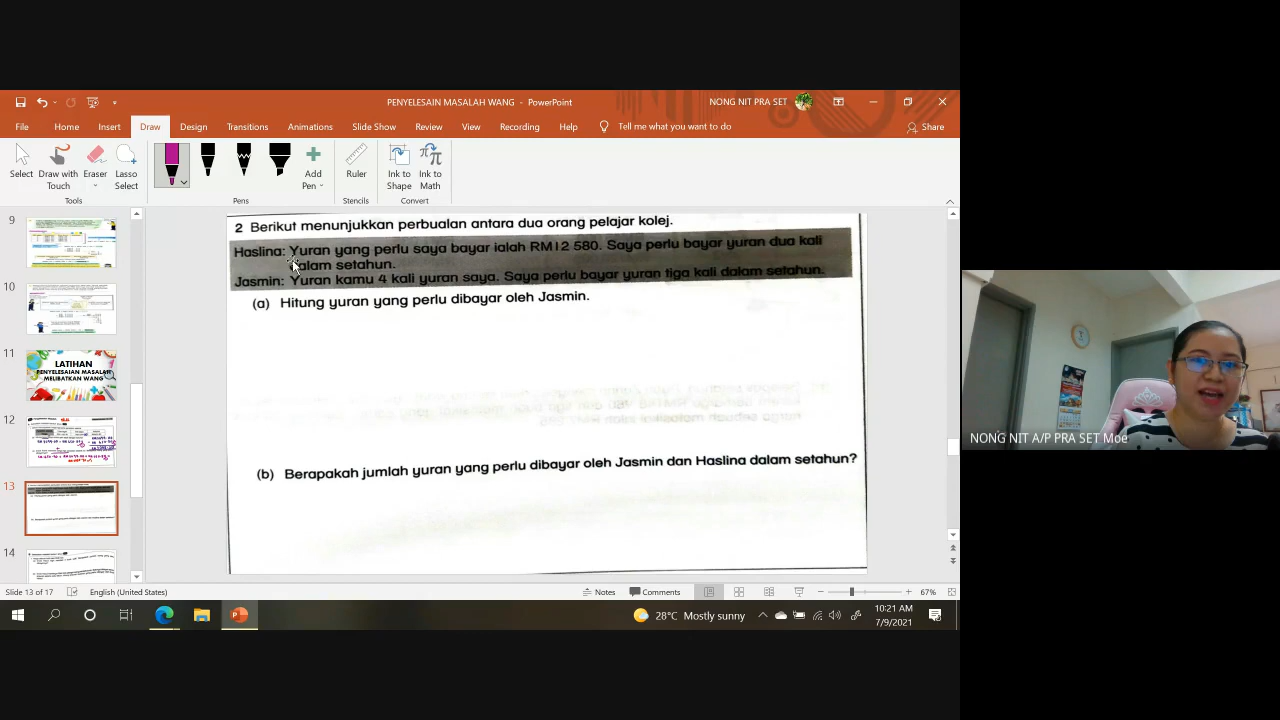 PENYELESAIN MASALAH WANG - PowerPoint
NONG NIT PRA SET
File Home Insert Draw Design Transitions Animations Slide Show Review View Recording Help Tell me what you want to do Share
Select Draw with Touch Eraser Lasso Select Add Pen Ruler Ink to Shape Ink to Math
Tools Pens Stencils Convert
9
10
11
LATIHAN
PENYELESAIAN MASALAH
MELIBATKAN WANG
12
13
14
2 Berikut menunjukkan perbualan antara dua orang pelajar kolej.
Haslina: Yuran yang perlu saya bayar ialah RM12 580. Saya perlu bayar yuran dua kali
dalam setahun.
Jasmin: Yuran kamu 4 kali yuran saya. Saya perlu bayar yuran tiga kali dalam setahun.
(a) Hitung yuran yang perlu dibayar oleh Jasmin.
(b) Berapakah jumlah yuran yang perlu dibayar oleh Jasmin dan Haslina dalam setahun?
NONG NIT A/P PRA SET Moe
Slide 13 of 17 English (United States) Notes Comments 67%
28°C Mostly sunny 10:21 AM
7/9/2021